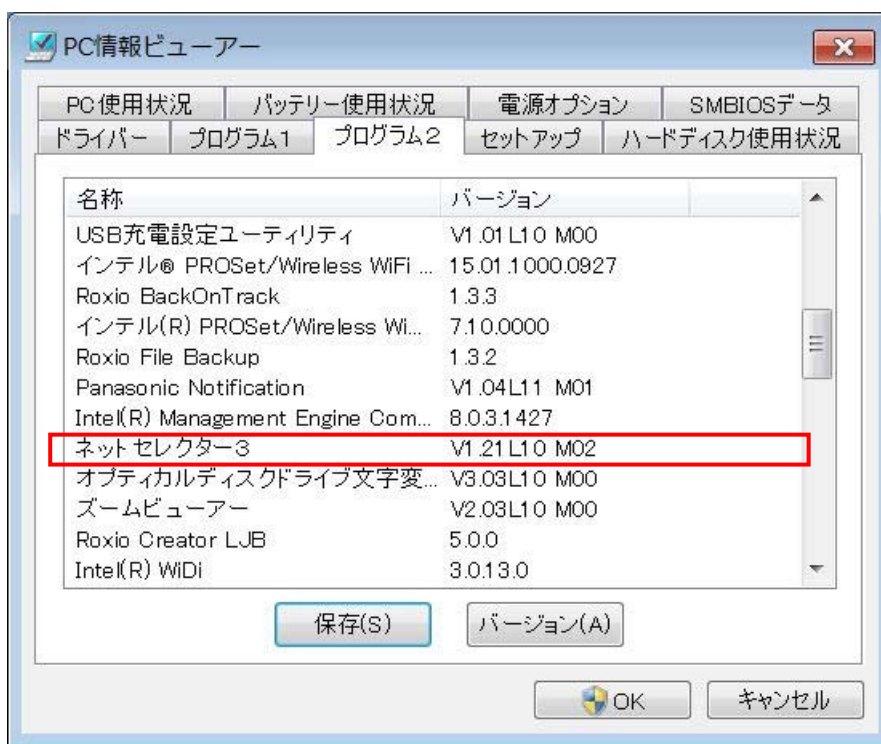 PC情報ビューアー
PC使用状況 バッテリー使用状況 電源オプション SMBIOSデータ
ドライバー プログラム1 プログラム2 セットアップ ハードディスク使用状況
名称 バージョン
USB充電設定ユーティリティ V1.01L10 M00
インテル® PROSet/Wireless WiFi ... 15.01.1000.0927
Roxio BackOnTrack 1.3.3
インテル(R) PROSet/Wireless Wi... 7.10.0000
Roxio File Backup 1.3.2
Panasonic Notification V1.04L11 M01
Intel(R) Management Engine Com... 8.0.3.1427
ネットセレクター3 V1.21L10 M02
オプティカルディスクドライブ文字変... V3.03L10 M00
ズームビューアー V2.03L10 M00
Roxio Creator LJB 5.0.0
Intel(R) WiDi 3.0.13.0
保存(S) バージョン(A)
OK キャンセル